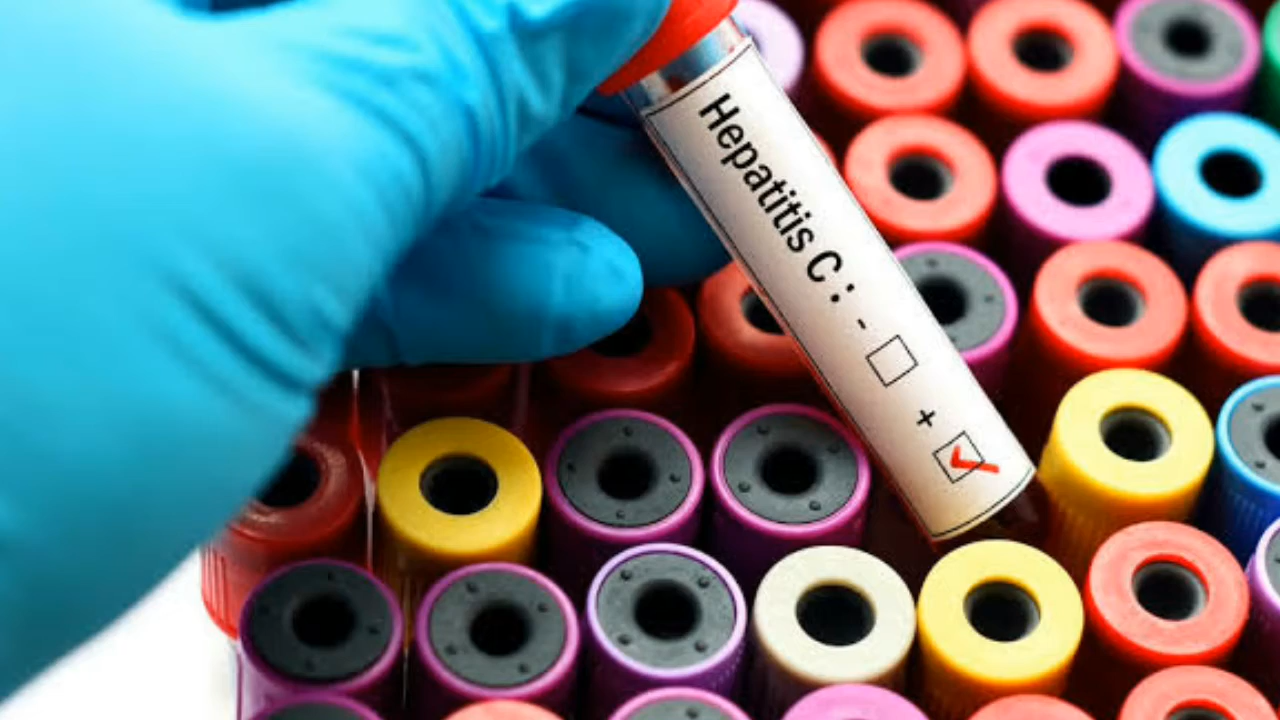 Hepatitis C :
- ☐
+ ☑